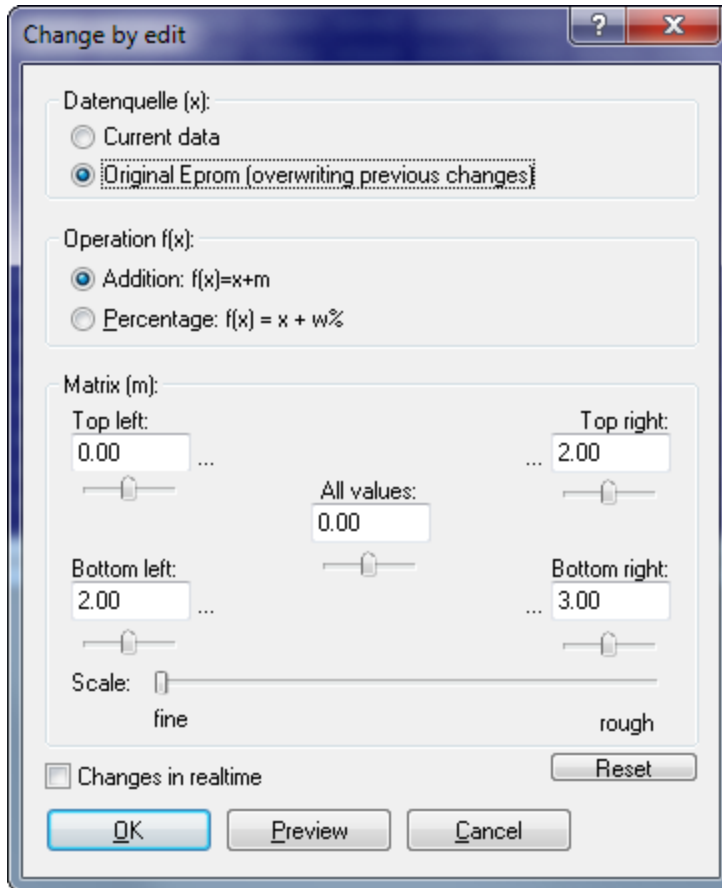 Change by edit
Datenquelle (x):
Current data
Original Eprom (overwriting previous changes)
Operation f(x):
Addition: f(x)=x+m
Percentage: f(x) = x + w%
Matrix (m):
Top left: Top right:
0.00 ... ... 2.00
All values:
0.00
Bottom left: Bottom right:
2.00 ... ... 3.00
Scale:
fine rough
Changes in realtime Reset
OK Preview Cancel